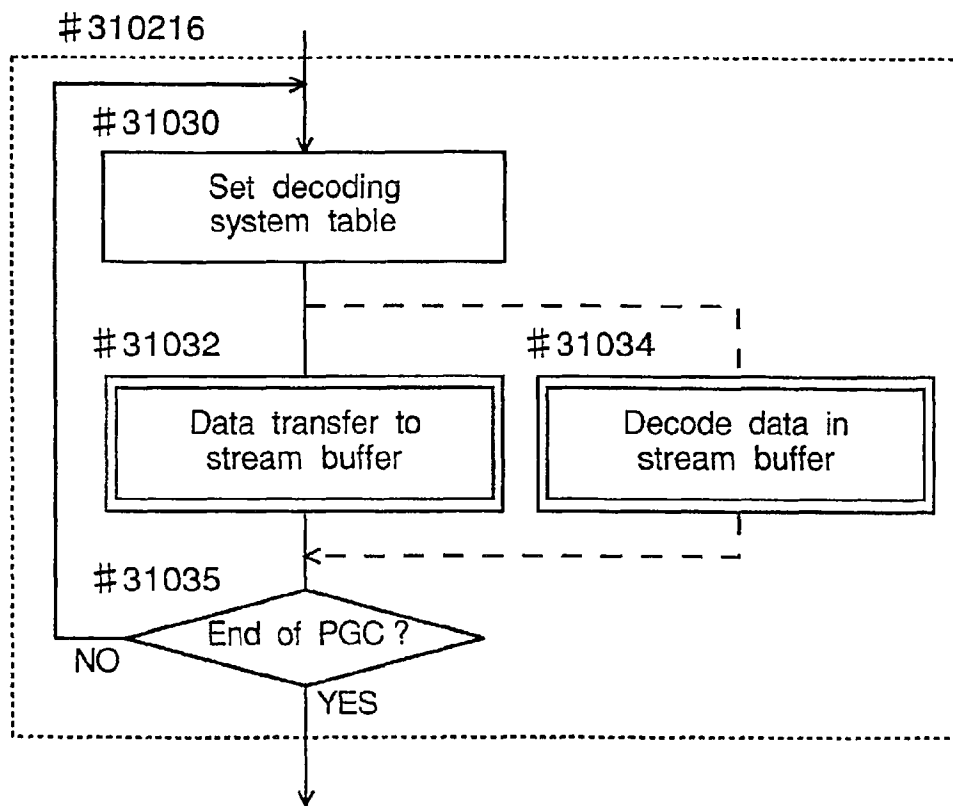 #310216
#31030
Set decoding
system table
#31032
#31034
Data transfer to
stream buffer
Decode data in
stream buffer
#31035
End of PGC?
NO
YES